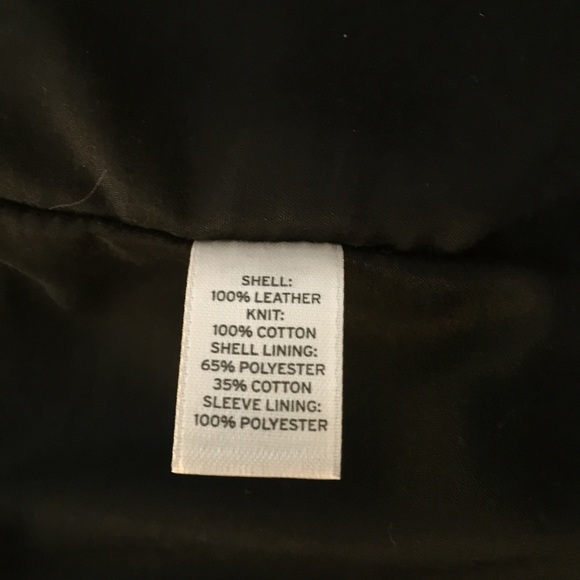 SHELL:
100% LEATHER
KNIT:
100% COTTON
SHELL LINING:
65% POLYESTER
35% COTTON
SLEEVE LINING:
100% POLYESTER